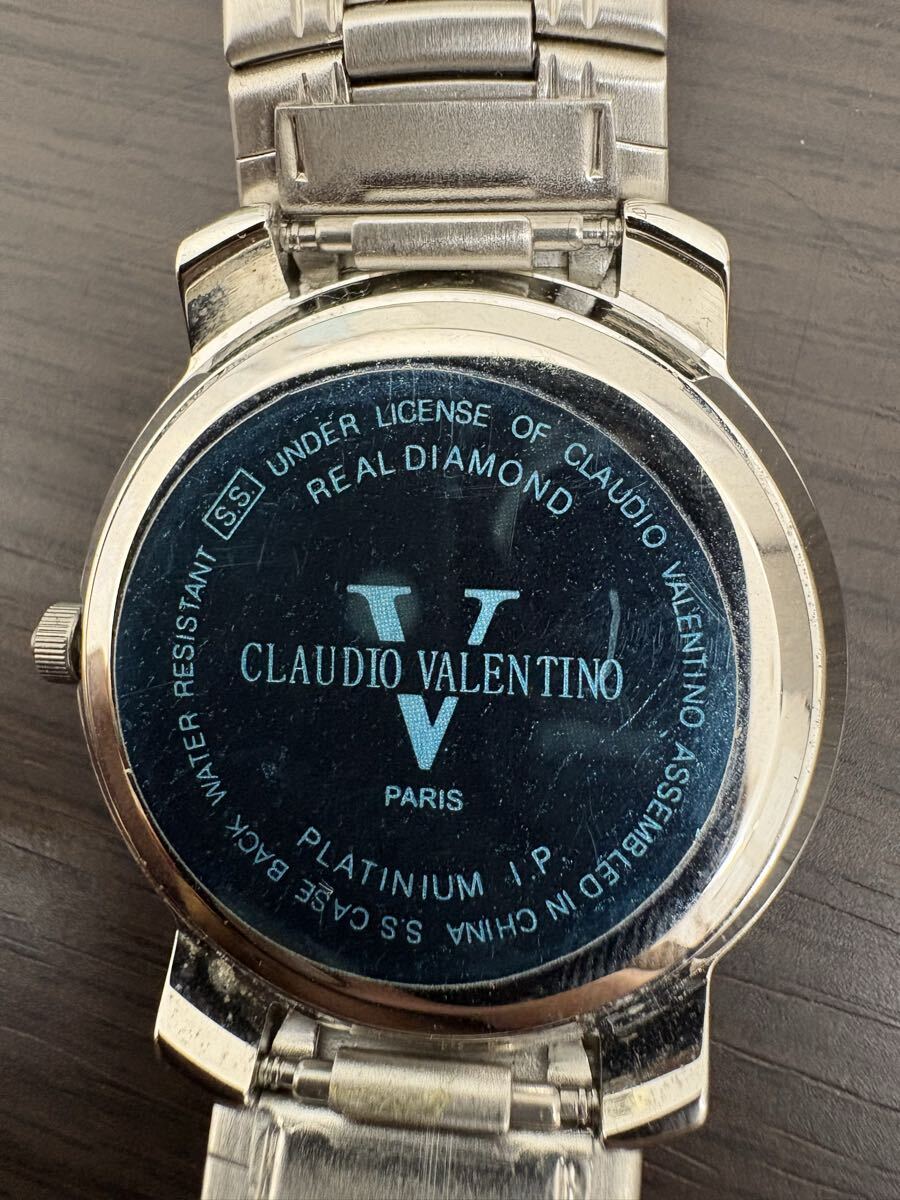 S.S. UNDER LICENSE OF CLAUDIO VALENTINO ASSEMBLED IN CHINA S.S CASE BACK WATER RESISTANT
REAL DIAMOND
V
CLAUDIO VALENTINO
PARIS
PLATINIUM I.P